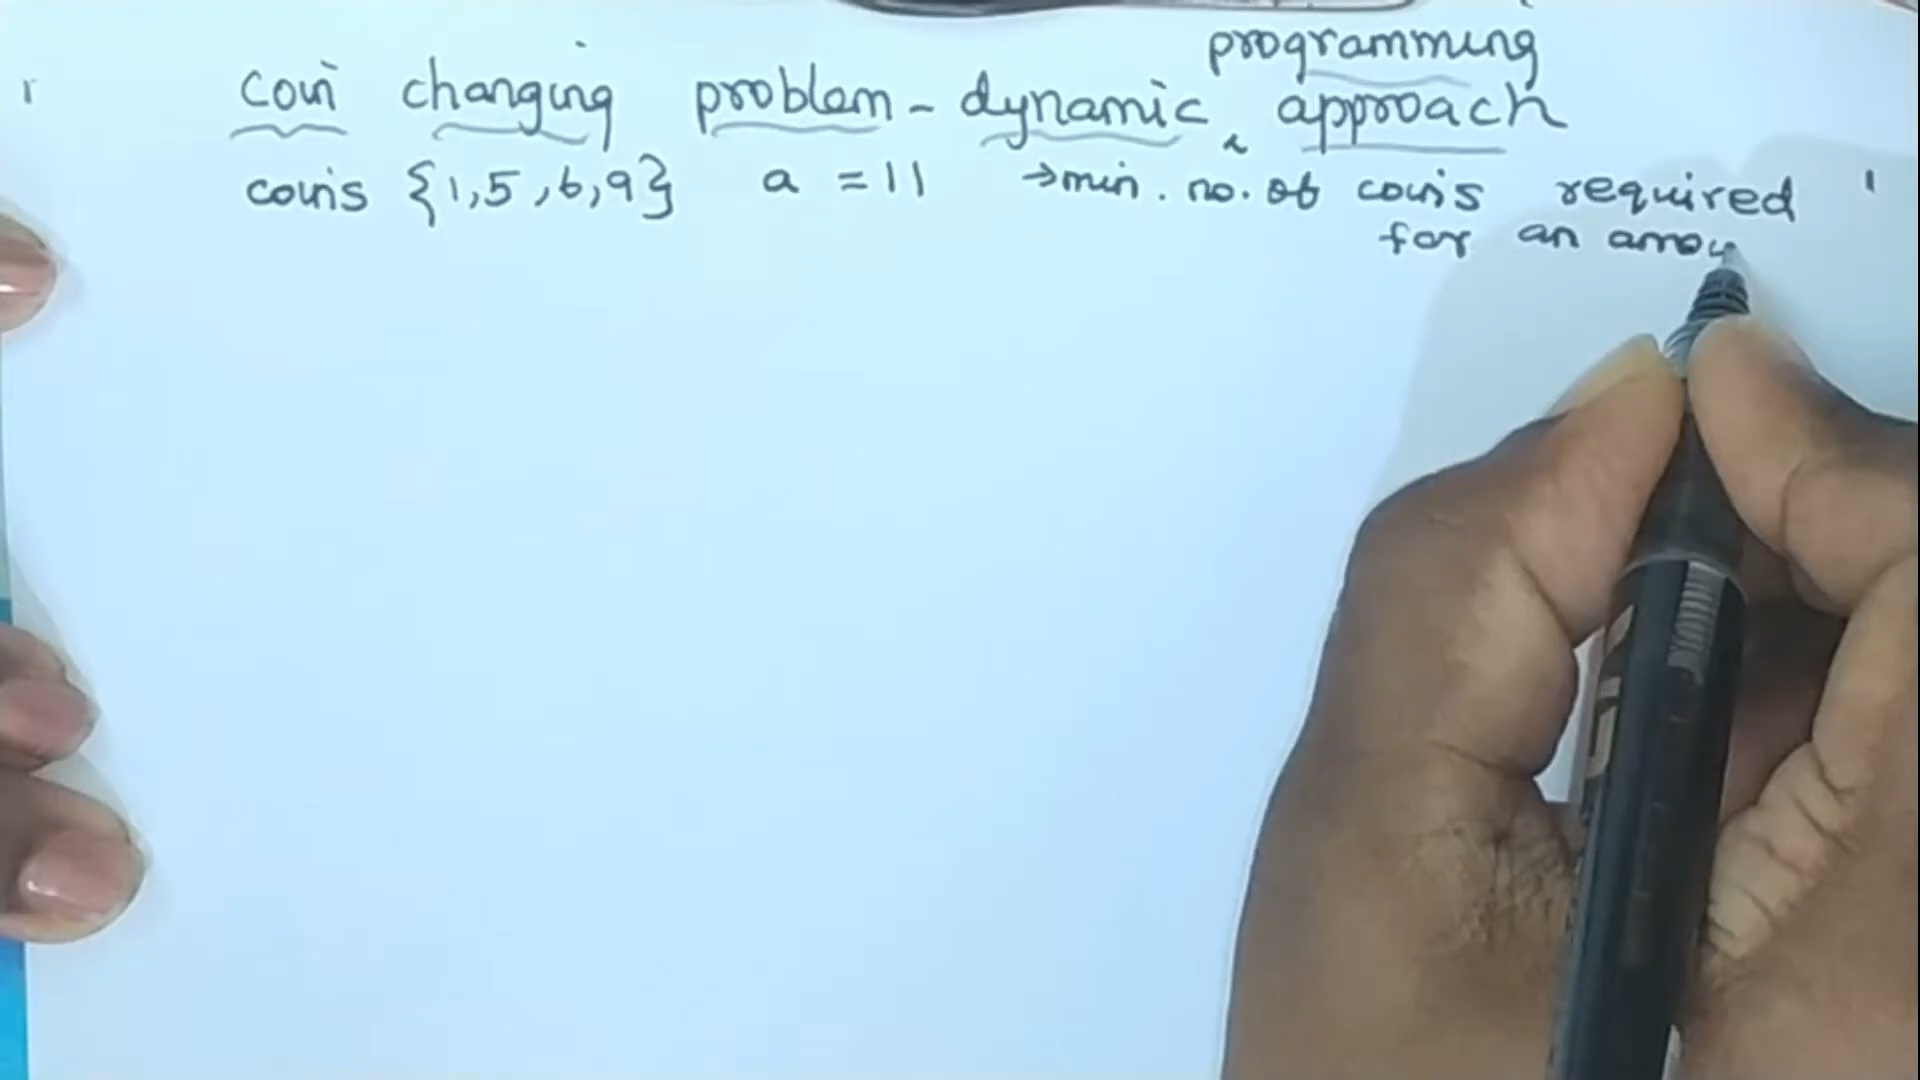 programming
coin changing problem - dynamic ^ approach
coins {1,5,6,9} a = 11 → min. no. of coins required
for an amou